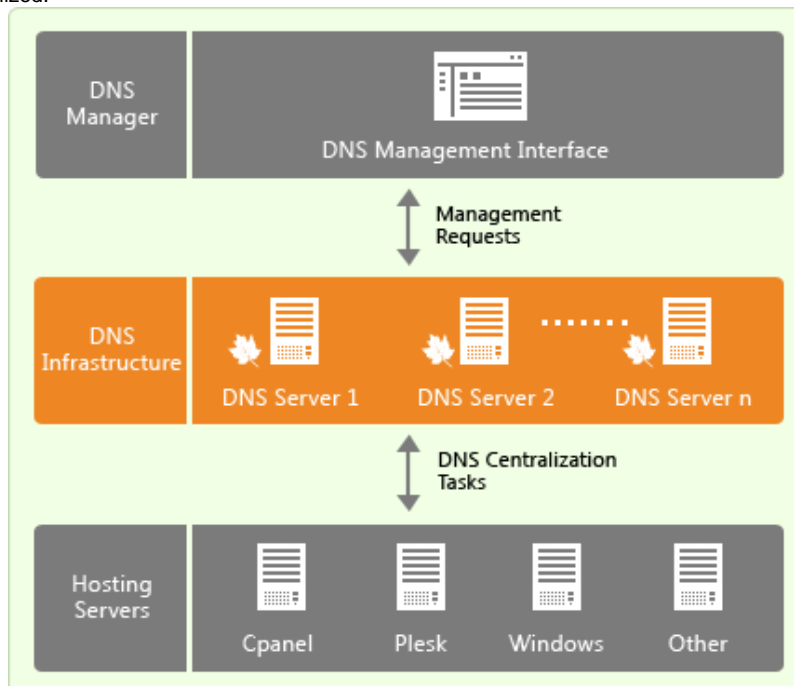 DNS
Manager
DNS Management Interface
Management
Requests
DNS
Infrastructure
DNS Server 1
DNS Server 2
DNS Server n
DNS Centralization
Tasks
Hosting
Servers
Cpanel
Plesk
Windows
Other